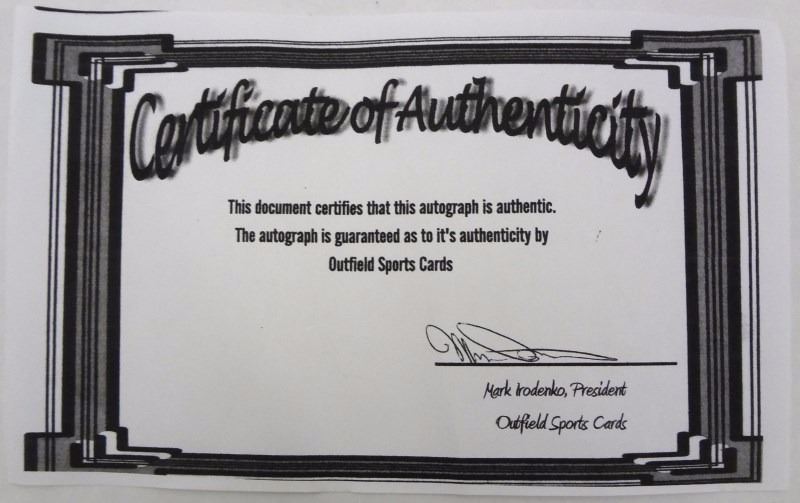 Certificate of Authenticity
This document certifies that this autograph is authentic.
The autograph is guaranteed as to it's authenticity by
Outfield Sports Cards
Mark Irodenko, President
Outfield Sports Cards